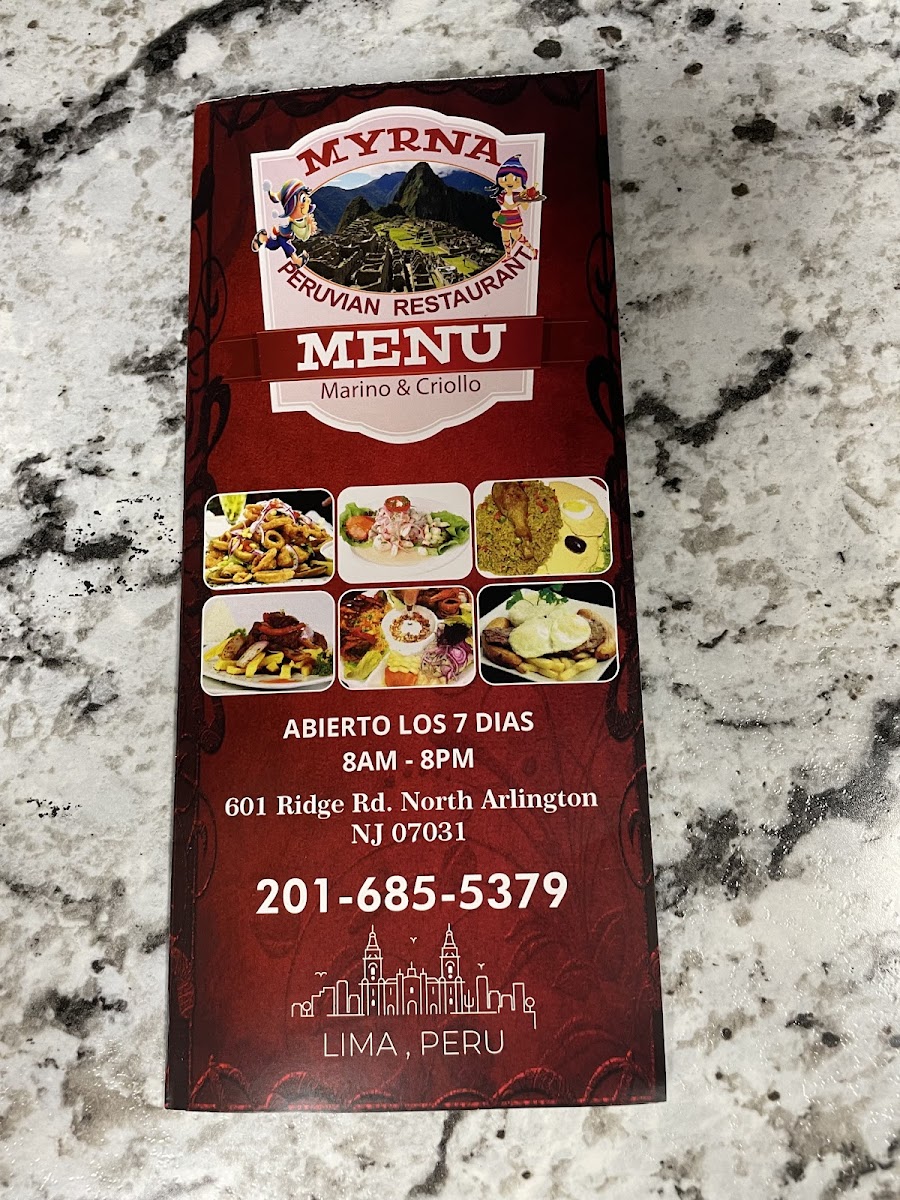 MYRNA
PERUVIAN RESTAURANT
MENU
Marino & Criollo
ABIERTO LOS 7 DIAS
8AM - 8PM
601 Ridge Rd. North Arlington
NJ 07031
201-685-5379
LIMA , PERU